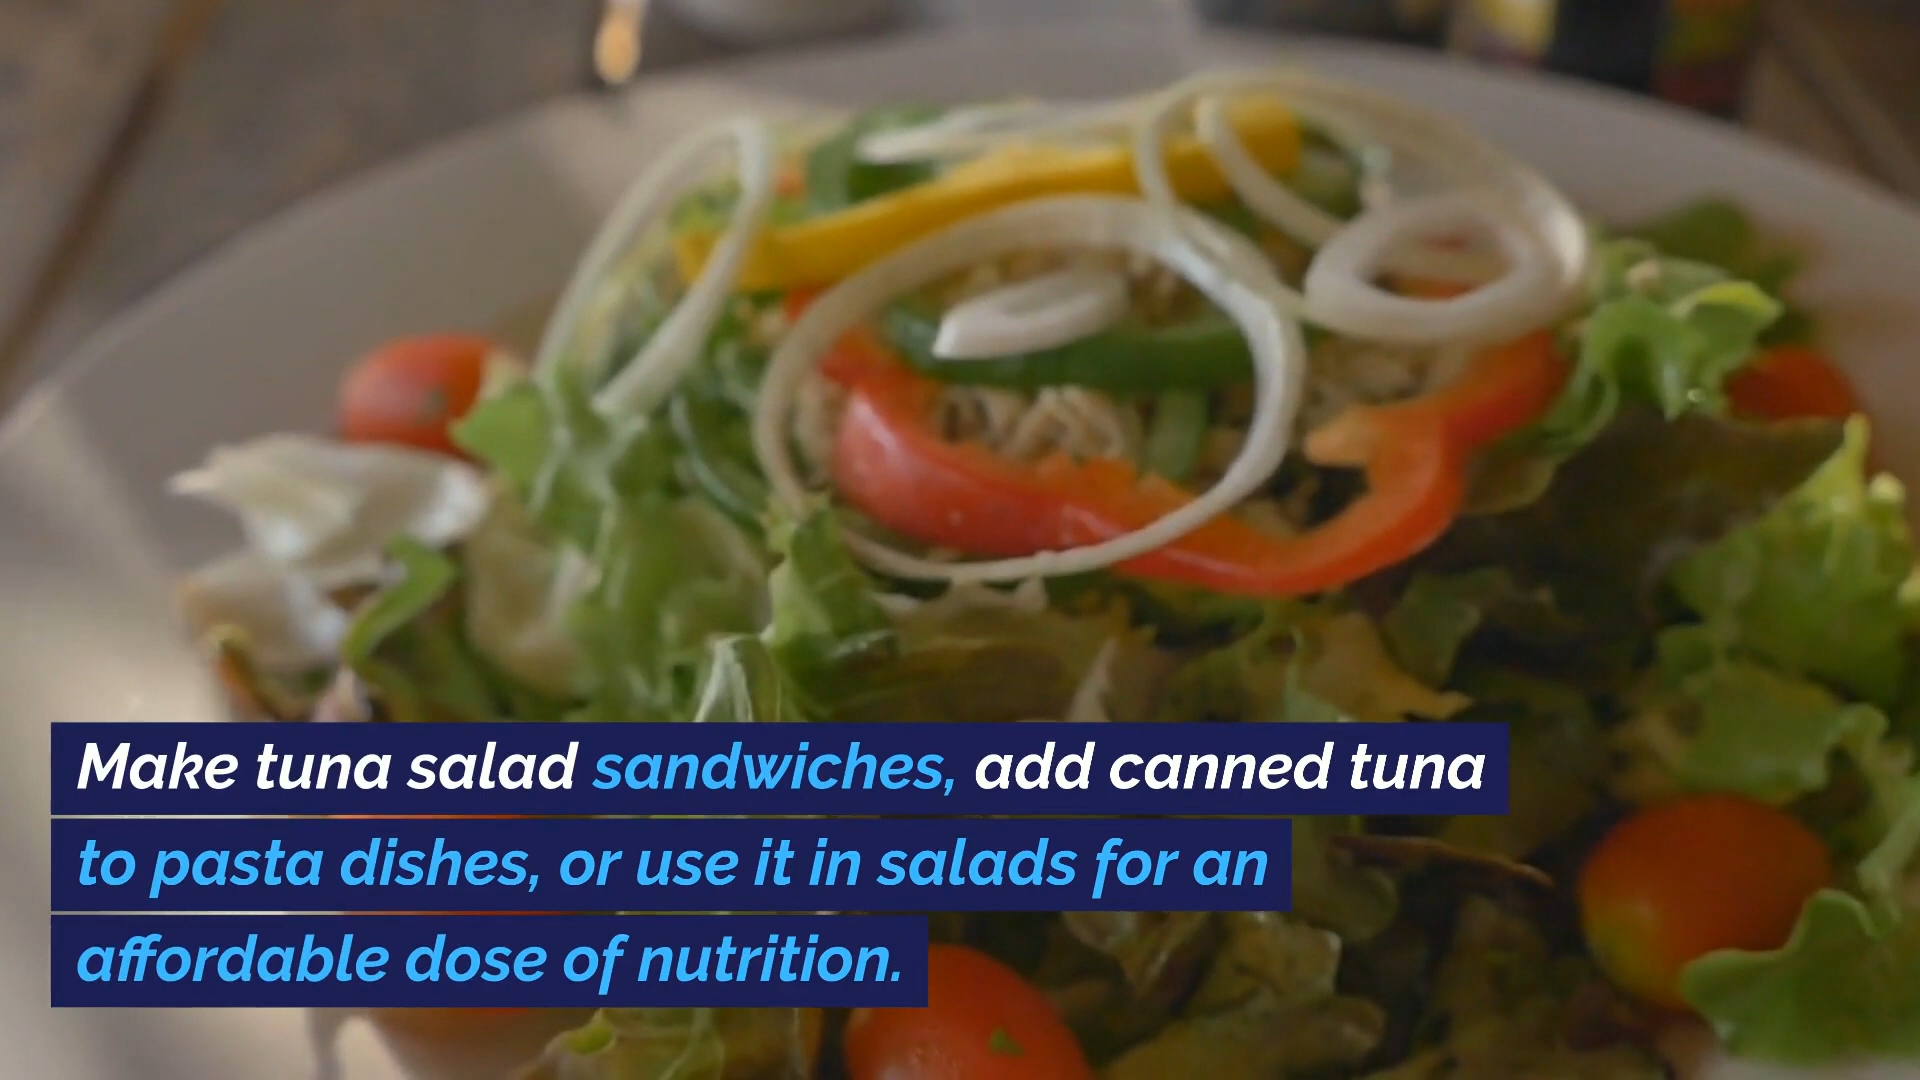 Make tuna salad sandwiches, add canned tuna
to pasta dishes, or use it in salads for an
affordable dose of nutrition.